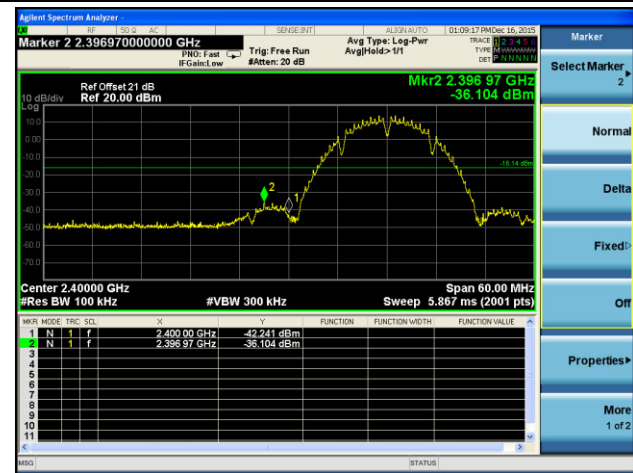 Agilent Spectrum Analyzer -
RF 50 Ω AC SENSE:INT ALIGNAUTO 01:09:17 PM Dec 16, 2015
Marker 2 2.396970000000 GHz
PNO: Fast
IFGain:Low
Trig: Free Run
#Atten: 20 dB
Avg Type: Log-Pwr
Avg|Hold:> 1/1
TRACE 1 2 3 4 5 6
TYPE
DET P N N N N N
Ref Offset 21 dB
10 dB/div Ref 20.00 dBm
Log
Mkr2 2.396 97 GHz
-36.104 dBm
10.0
0.00
-10.0
-16.14 dBm
-20.0
-30.0
2
1
-40.0
-50.0
-60.0
-70.0
Center 2.40000 GHz Span 60.00 MHz
#Res BW 100 kHz #VBW 300 kHz Sweep 5.867 ms (2001 pts)
MKR MODE TRC SCL X Y FUNCTION FUNCTION WIDTH FUNCTION VALUE
1 N 1 f 2.400 00 GHz -42.241 dBm
2 N 1 f 2.396 97 GHz -36.104 dBm
3
4
5
6
7
8
9
10
11
MSG STATUS
Marker
Select Marker
2
Normal
Delta
Fixed
Off
Properties
More
1 of 2